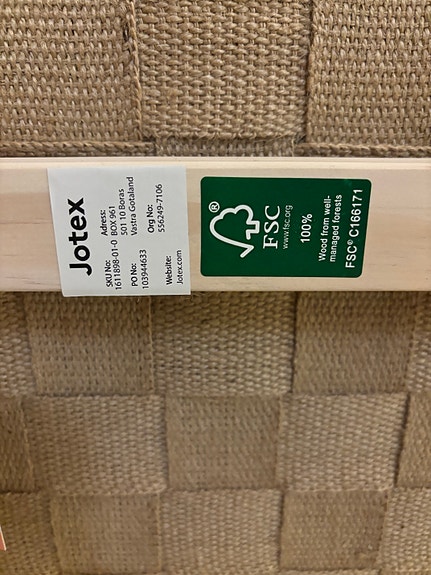 Jotex
SKU No:
1611898-01-0
PO No:
103944633
Website:
Jotex.com
Adress:
BOX 961
501 10 Boras
Vastra Gotaland
Org No:
556249-7106
®
FSC
www.fsc.org
100%
Wood from well-
managed forests
FSC® C166171